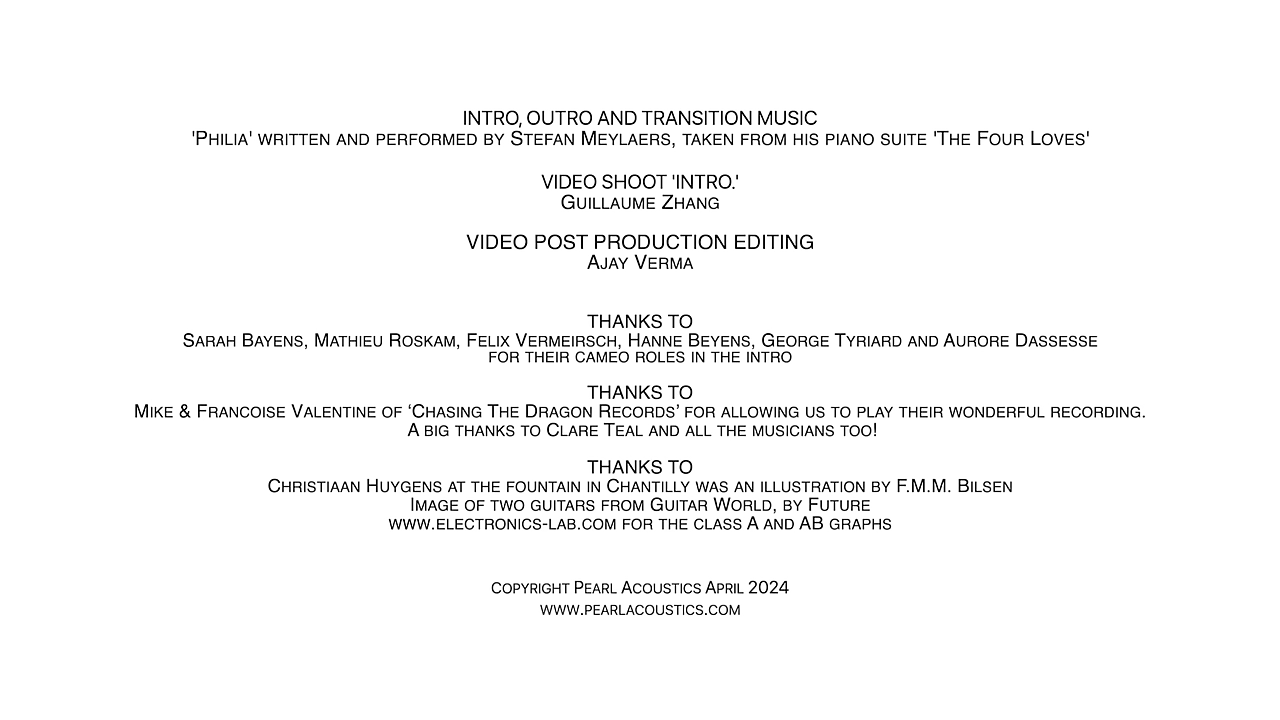 INTRO, OUTRO AND TRANSITION MUSIC
'Philia' written and performed by Stefan Meylaers, taken from his piano suite 'The Four Loves'
VIDEO SHOOT 'INTRO.'
Guillaume Zhang
VIDEO POST PRODUCTION EDITING
Ajay Verma
THANKS TO
Sarah Bayens, Mathieu Roskam, Felix Vermeirsch, Hanne Beyens, George Tyriard and Aurore Dassesse
for their cameo roles in the intro
THANKS TO
Mike & Francoise Valentine of ‘Chasing The Dragon Records’ for allowing us to play their wonderful recording.
A big thanks to Clare Teal and all the musicians too!
THANKS TO
Christiaan Huygens at the fountain in Chantilly was an illustration by F.M.M. Bilsen
Image of two guitars from Guitar World, by Future
www.electronics-lab.com for the class A and AB graphs
Copyright Pearl Acoustics April 2024
www.pearlacoustics.com